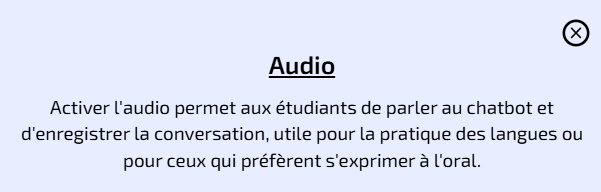 Audio
Activer l'audio permet aux étudiants de parler au chatbot et
d'enregistrer la conversation, utile pour la pratique des langues ou
pour ceux qui préfèrent s'exprimer à l'oral.